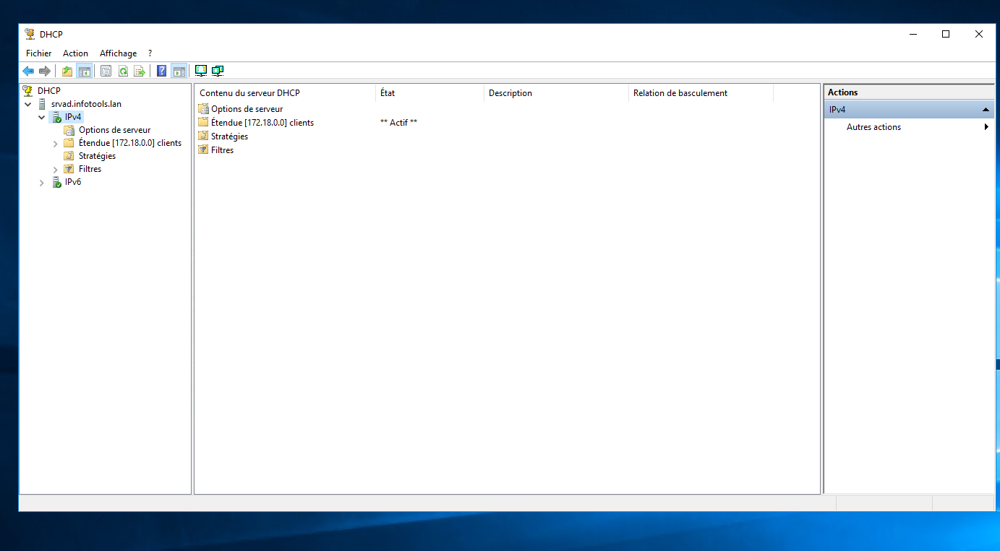 DHCP
Fichier Action Affichage ?
DHCP
srvad.infotools.lan
IPv4
Options de serveur
Étendue [172.18.0.0] clients
Stratégies
Filtres
IPv6
Contenu du serveur DHCP État Description Relation de basculement
Options de serveur
Étendue [172.18.0.0] clients ** Actif **
Stratégies
Filtres
Actions
IPv4
Autres actions